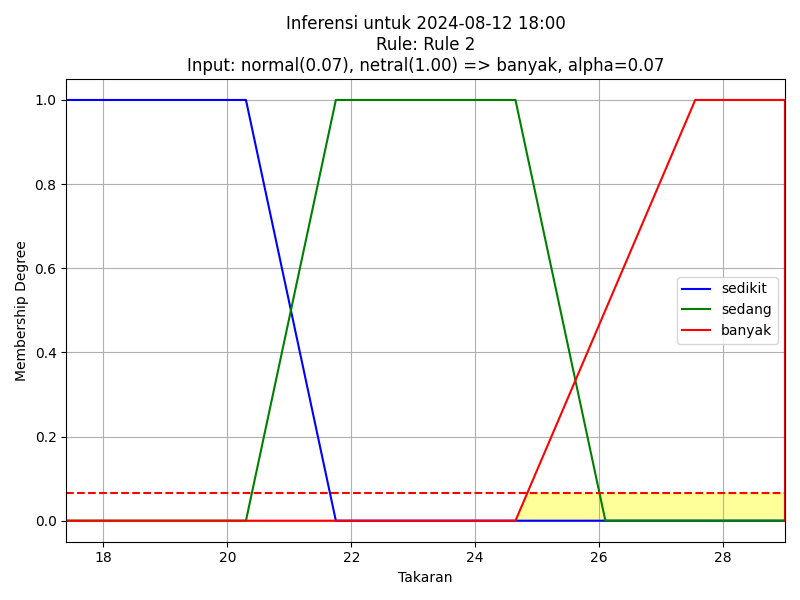 Inferensi untuk 2024-08-12 18:00
Rule: Rule 2
Input: normal(0.07), netral(1.00) => banyak, alpha=0.07
1.0
0.8
0.6
0.4
0.2
0.0
Membership Degree
sedikit
sedang
banyak
18
20
22
24
26
28
Takaran